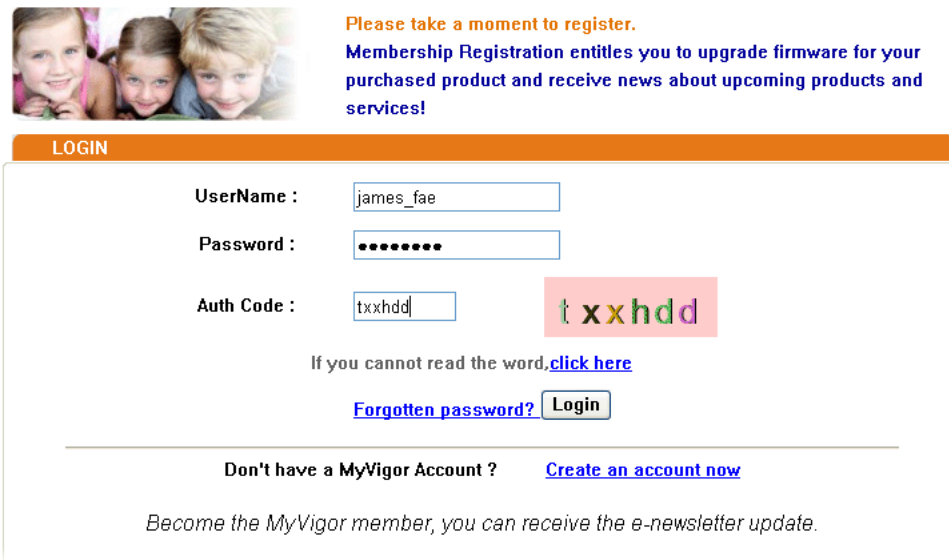 Please take a moment to register.
Membership Registration entitles you to upgrade firmware for your
purchased product and receive news about upcoming products and
services!
LOGIN
UserName :
james_fae
Password :
••••••••
Auth Code :
txxhdd
txxhdd
If you cannot read the word,click here
Forgotten password? Login
Don't have a MyVigor Account ? Create an account now
Become the MyVigor member, you can receive the e-newsletter update.